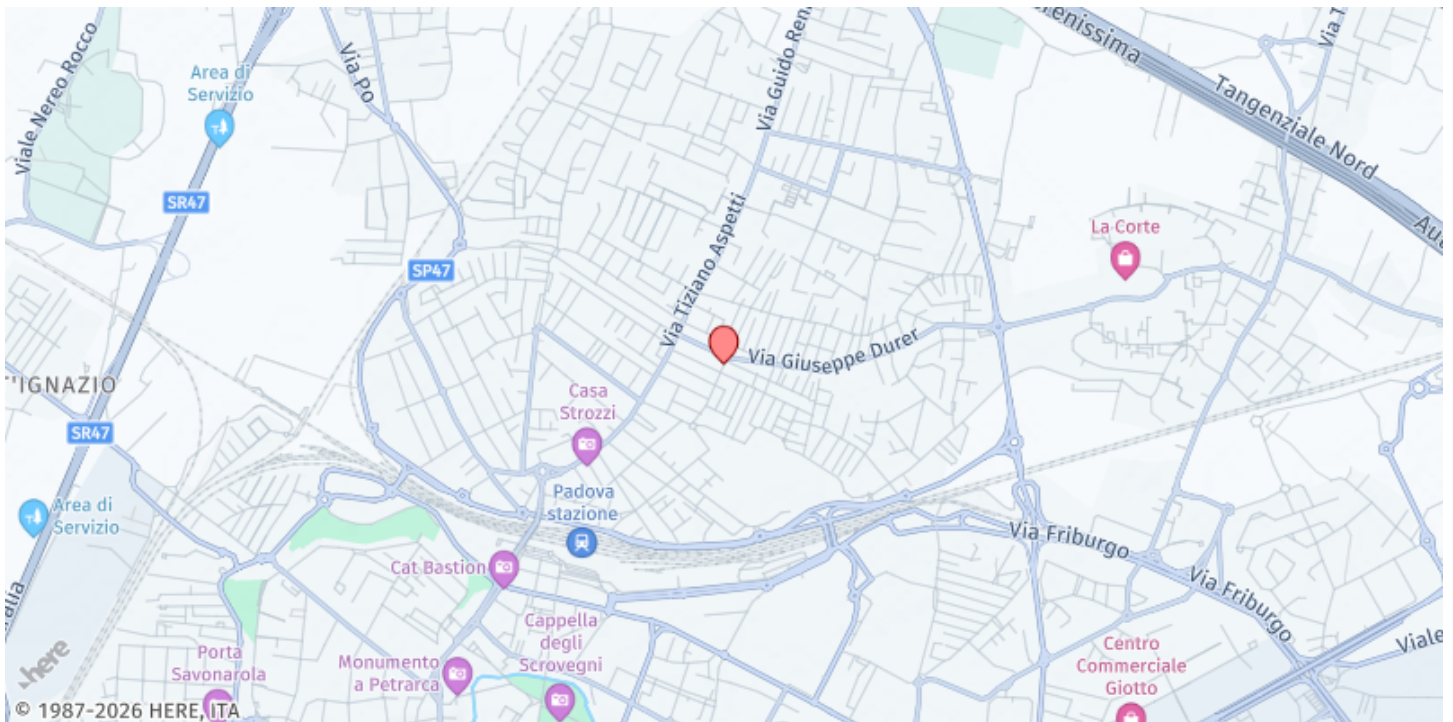 Viale Nereo Rocco
Area di
Servizio
Via Po
Via Guido Reni
Tangenziale Nord
SR47
La Corte
Via Tiziano Aspetti
SP47
Via Giuseppe Durer
Casa
Strozzi
SR47
Padova
stazione
Area di
Servizio
Via Friburgo
Cat Bastion
Via Friburgo
Cappella
degli
Scrovegni
Porta
Savonarola
Monumento
a Petrarca
Centro
Commerciale
Giotto
Viale
here
© 1987-2026 HERE, ITA